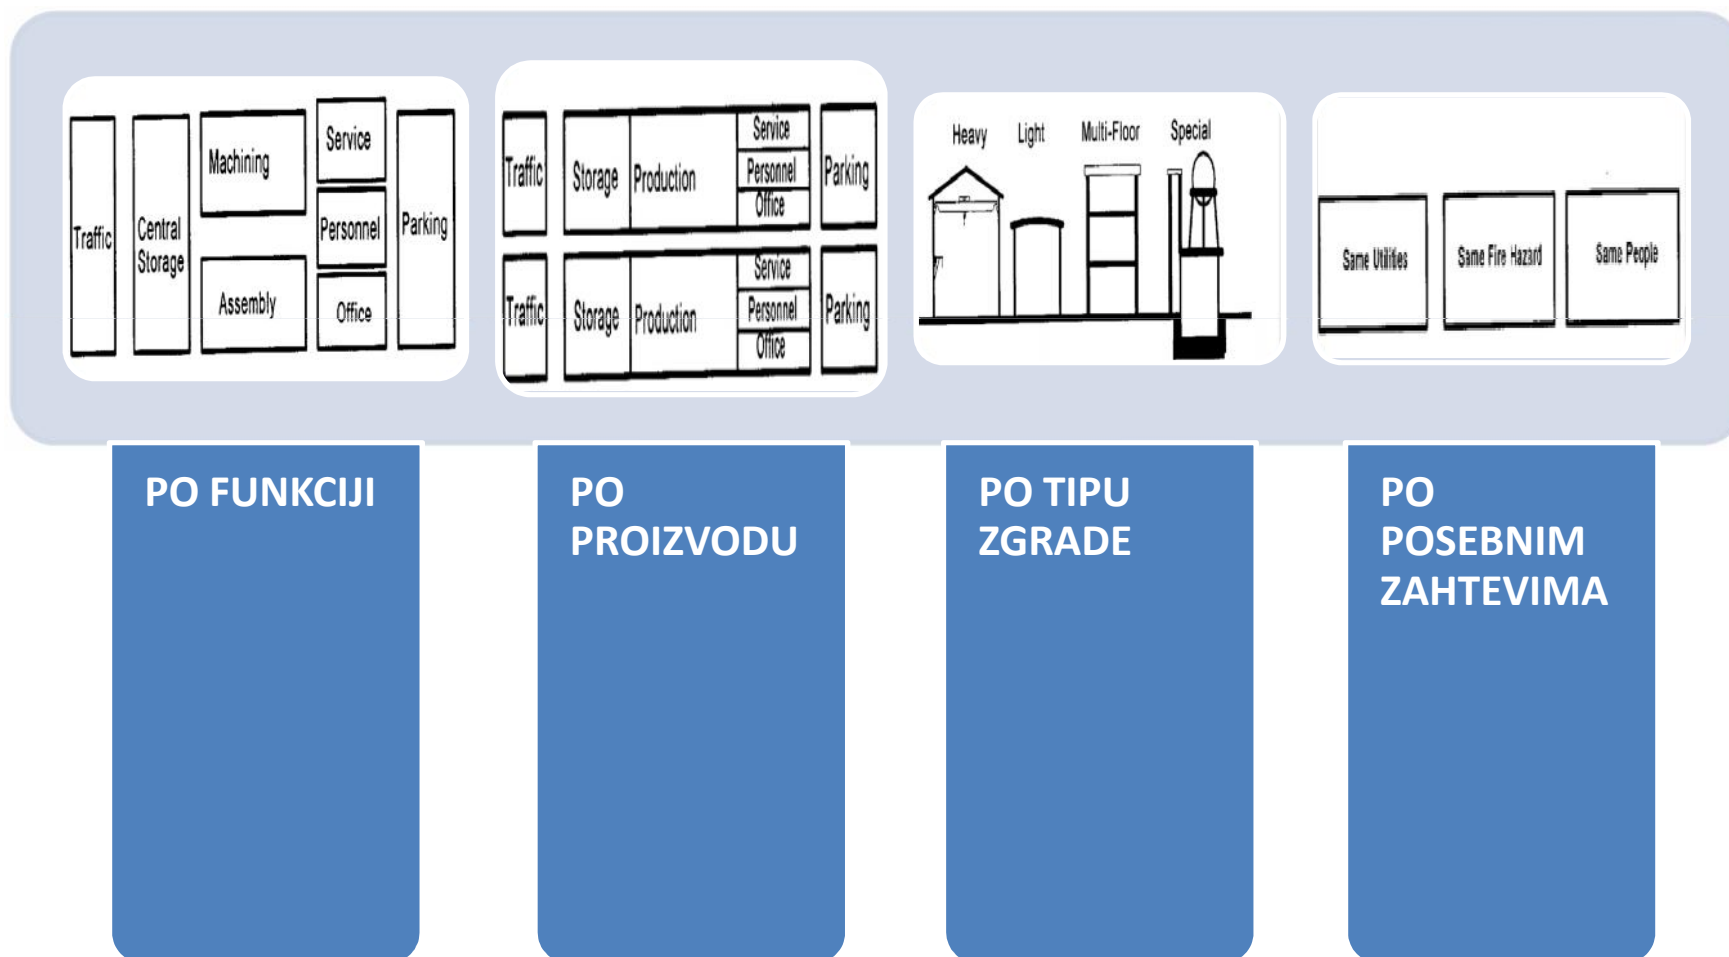 Traffic
Central
Storage
Machining
Assembly
Service
Personnel
Office
Parking
Traffic
Storage
Production
Service
Personnel
Office
Parking
Traffic
Storage
Production
Service
Personnel
Office
Parking
Heavy
Light
Multi-Floor
Special
Same Utilities
Same Fire Hazard
Same People
PO FUNKCIJI
PO
PROIZVODU
PO TIPU
ZGRADE
PO
POSEBNIM
ZAHTEVIMA